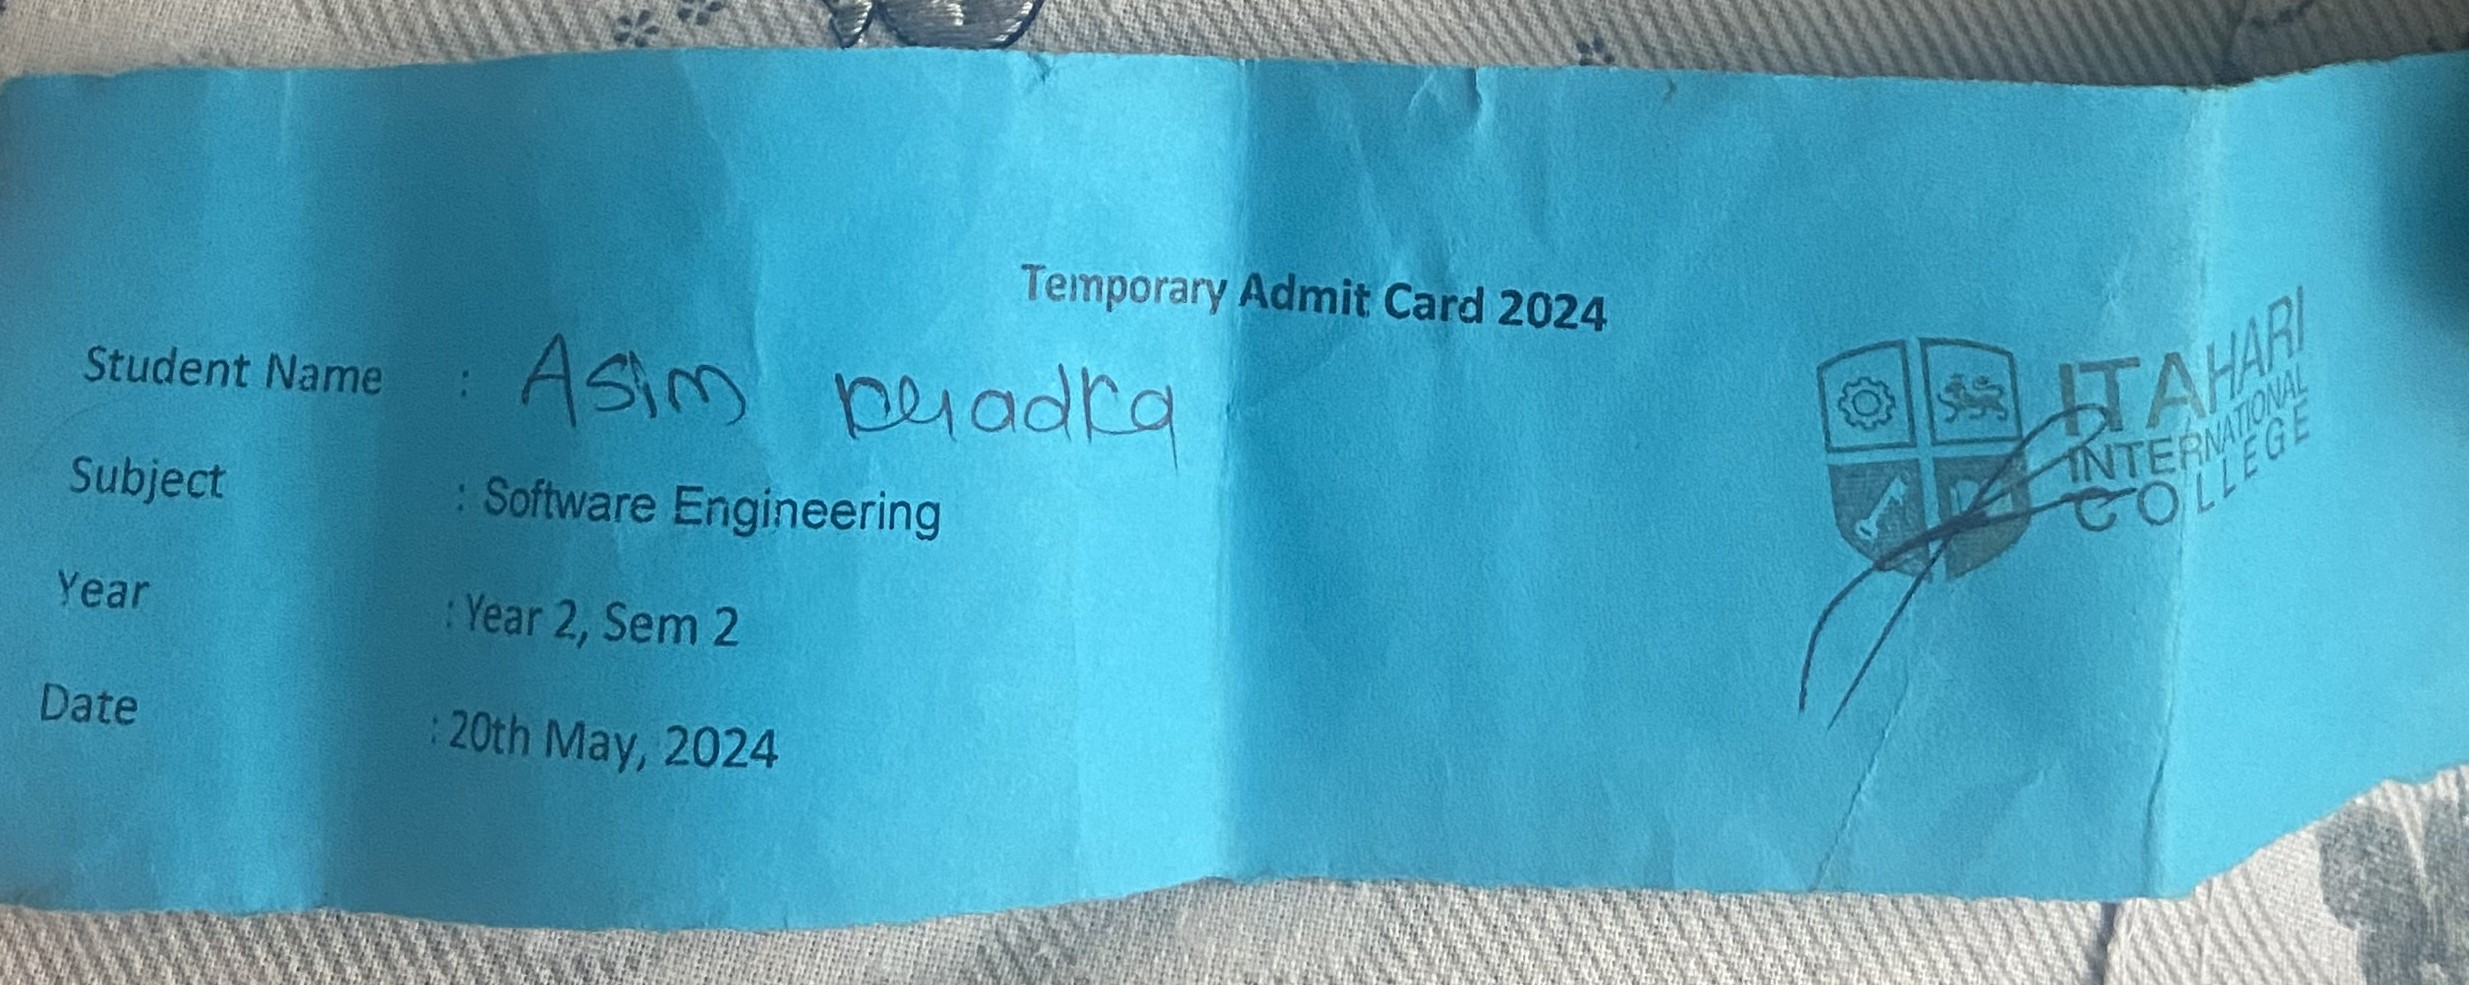 Temporary Admit Card 2024
Student Name : Asim
Subject : Software Engineering
Year : Year 2, Sem 2
Date : 20th May, 2024
ITAHARI
INTERNATIONAL
COLLEGE